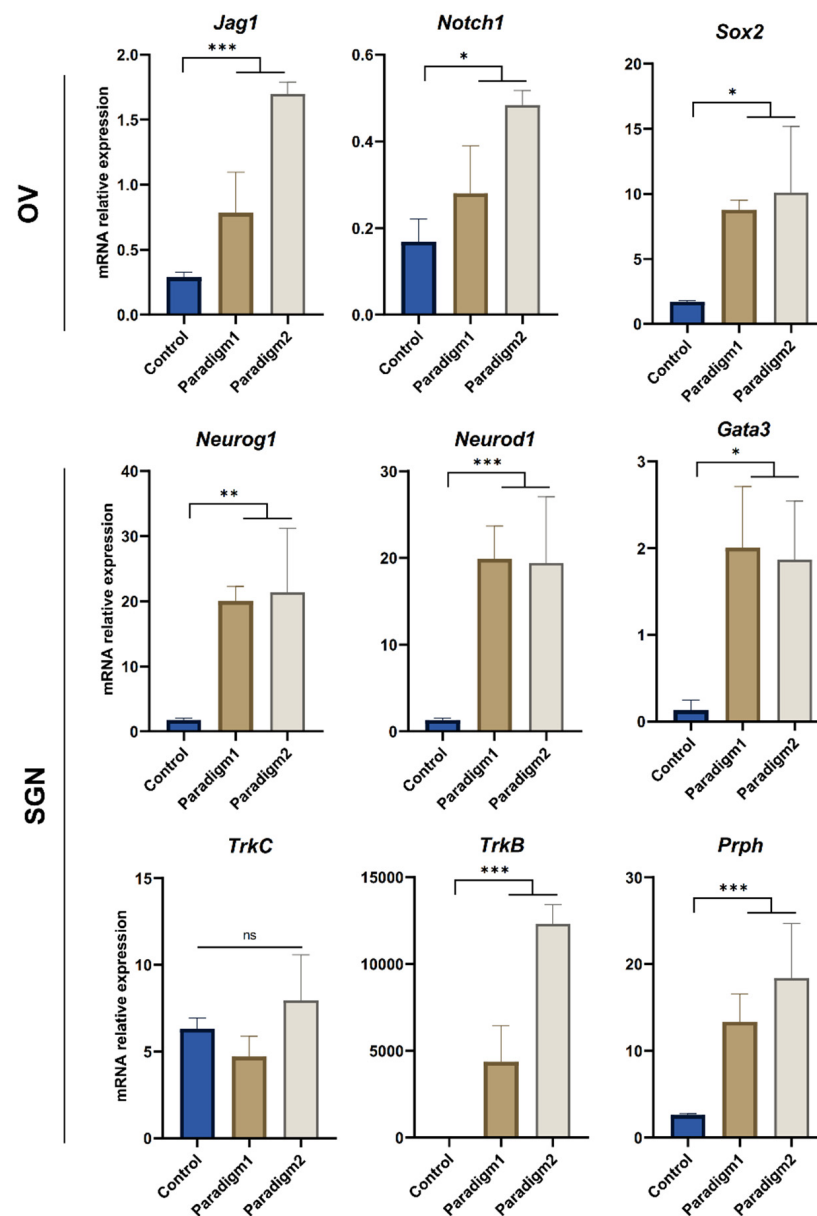 OV
Jag1
mRNA relative expression
2.0
1.5
1.0
0.5
0.0
***
Control
Paradigm1
Paradigm2
Notch1
0.6
0.4
0.2
0.0
*
Control
Paradigm1
Paradigm2
Sox2
20
15
10
5
0
*
Control
Paradigm1
Paradigm2
SGN
Neurog1
mRNA relative expression
40
30
20
10
0
**
Control
Paradigm1
Paradigm2
Neurod1
30
20
10
0
***
Control
Paradigm1
Paradigm2
Gata3
3
2
1
0
*
Control
Paradigm1
Paradigm2
TrkC
mRNA relative expression
15
10
5
0
ns
Control
Paradigm1
Paradigm2
TrkB
15000
10000
5000
0
***
Control
Paradigm1
Paradigm2
Prph
30
20
10
0
***
Control
Paradigm1
Paradigm2